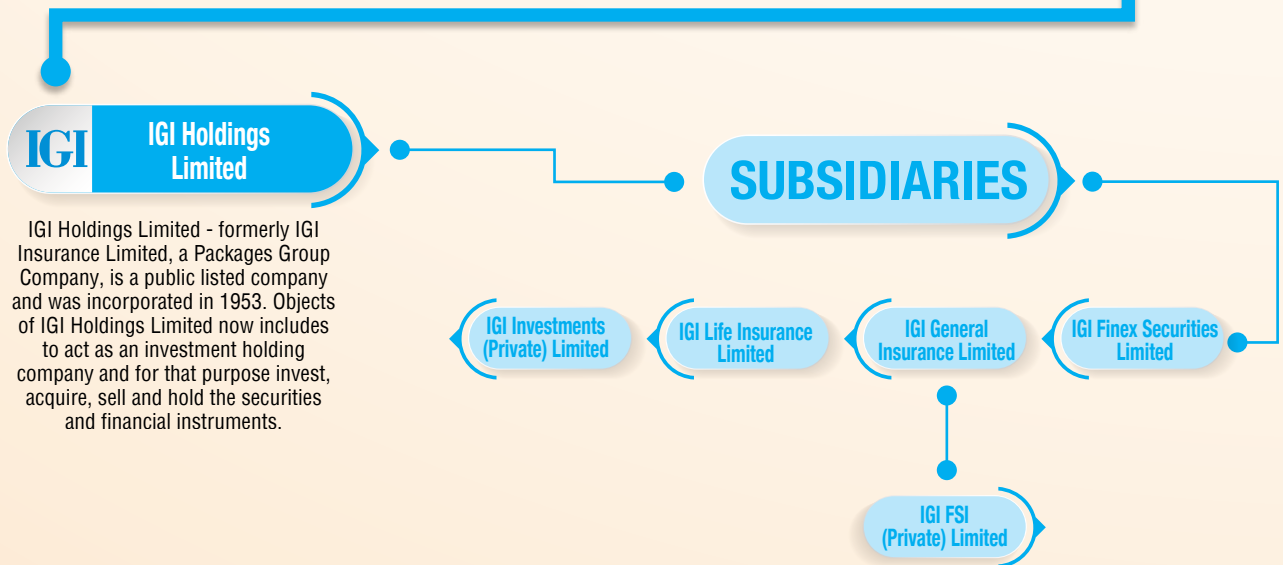 IGI
IGI Holdings
Limited
IGI Holdings Limited - formerly IGI
Insurance Limited, a Packages Group
Company, is a public listed company
and was incorporated in 1953. Objects
of IGI Holdings Limited now includes
to act as an investment holding
company and for that purpose invest,
acquire, sell and hold the securities
and financial instruments.
SUBSIDIARIES
IGI Investments
(Private) Limited
IGI Life Insurance
Limited
IGI General
Insurance Limited
IGI Finex Securities
Limited
IGI FSI
(Private) Limited